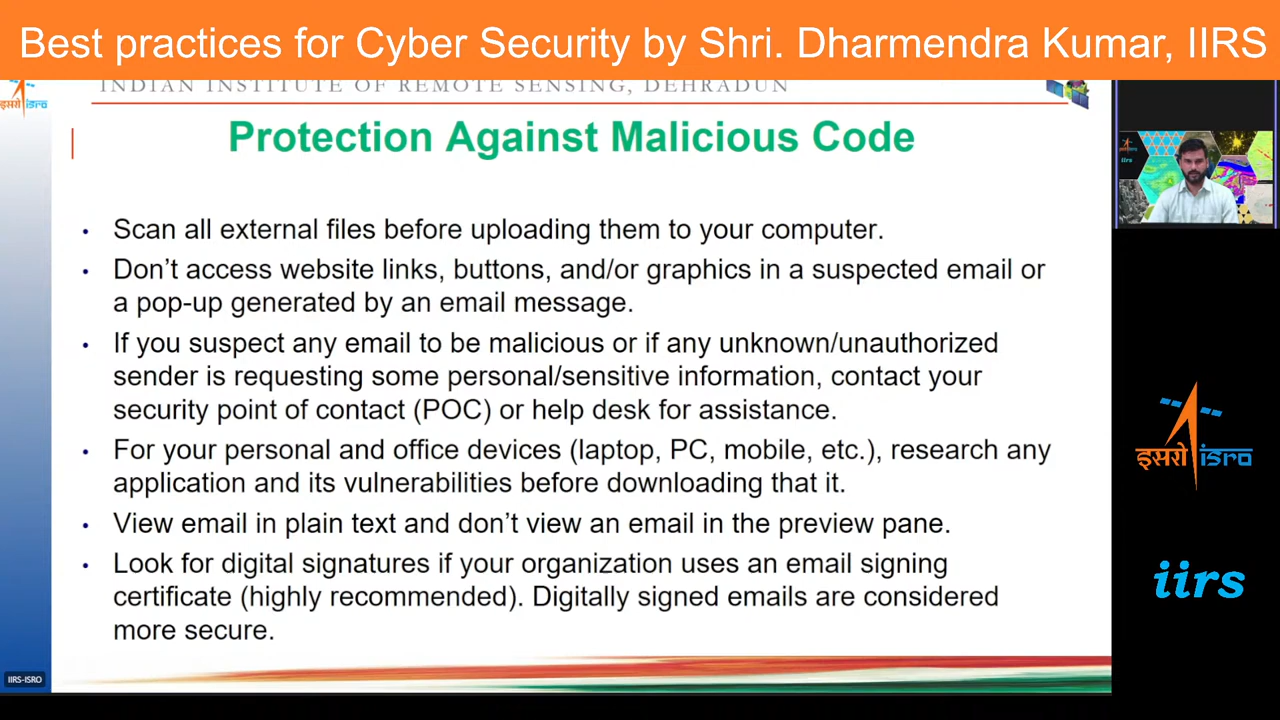 Best practices for Cyber Security by Shri. Dharmendra Kumar, IIRS
INDIAN INSTITUTE OF REMOTE SENSING, DEHRADUN
इसरो isro
Protection Against Malicious Code
• Scan all external files before uploading them to your computer.
• Don’t access website links, buttons, and/or graphics in a suspected email or
a pop-up generated by an email message.
• If you suspect any email to be malicious or if any unknown/unauthorized
sender is requesting some personal/sensitive information, contact your
security point of contact (POC) or help desk for assistance.
• For your personal and office devices (laptop, PC, mobile, etc.), research any
application and its vulnerabilities before downloading that it.
• View email in plain text and don’t view an email in the preview pane.
• Look for digital signatures if your organization uses an email signing
certificate (highly recommended). Digitally signed emails are considered
more secure.
IIRS-ISRO
iirs
इसरो isro
iirs